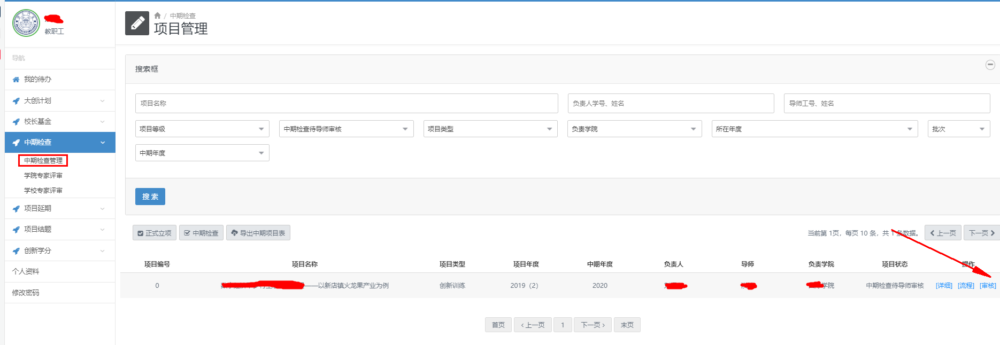 教职工
导航
我的待办
大创计划
校长基金
中期检查
中期检查管理
学院专家评审
学校专家评审
项目延期
项目结题
创新学分
个人资料
修改密码
/ 中期检查
项目管理
搜索框
项目名称 负责人学号、姓名 导师工号、姓名
项目等级 中期检查待导师审核 项目类型 负责学院 所在年度 批次
中期年度
搜 索
正式立项 中期检查 导出中期项目表 当前第 1页，每页 10 条，共 1 条数据。 上一页 下一页
项目编号 项目名称 项目类型 项目年度 中期年度 负责人 导师 负责学院 项目状态 操作
0 ——以新店镇火龙果产业为例 创新训练 2019（2） 2020 学院 中期检查待导师审核 [详细] [流程] [审核]
首页 ‹ 上一页 1 下一页 › 末页